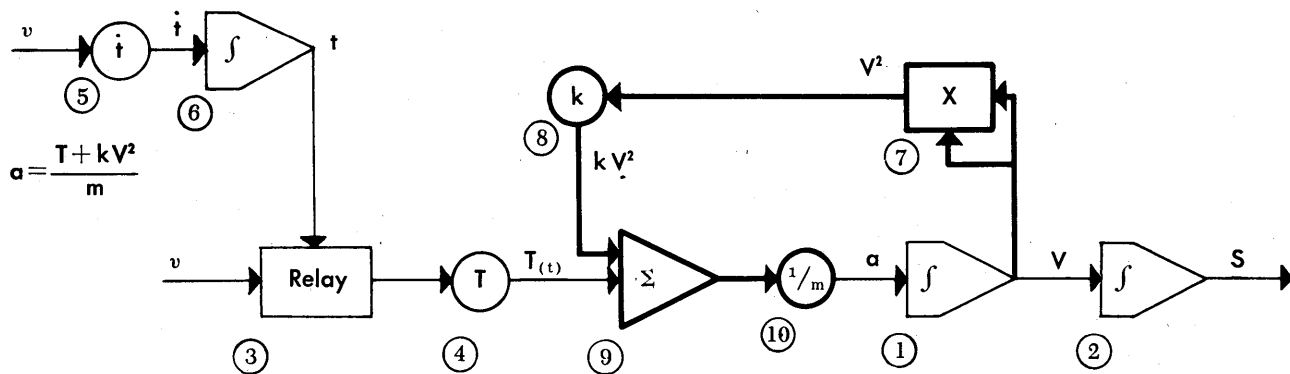 υ
ṫ
ṫ
∫
t
⑤
⑥
a = (T + kV²) / m
υ
Relay
③
T
④
T(t)
k
⑧
kV²
V²
X
⑦
Σ
⑨
1/m
⑩
a
∫
①
V
∫
②
S